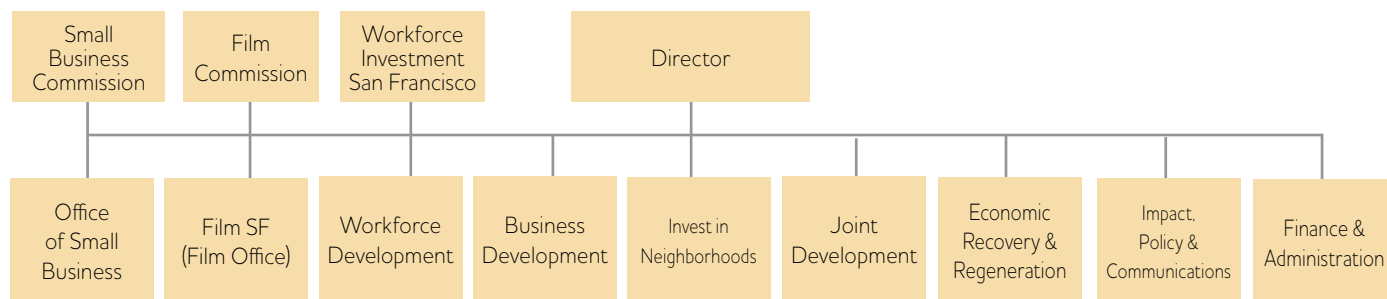 Small
Business
Commission
Film
Commission
Workforce
Investment
San Francisco
Director
Office
of Small
Business
Film SF
(Film Office)
Workforce
Development
Business
Development
Invest in
Neighborhoods
Joint
Development
Economic
Recovery &
Regeneration
Impact,
Policy &
Communications
Finance &
Administration